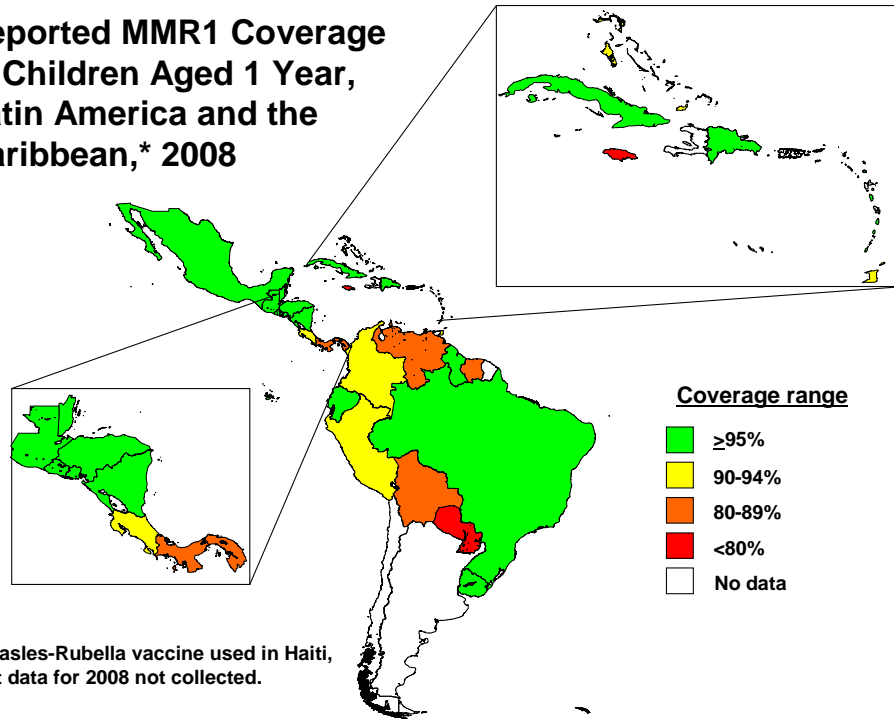 eported MMR1 Coverage
Children Aged 1 Year,
atin America and the
aribbean,* 2008
Coverage range
≥95%
90-94%
80-89%
<80%
No data
asles-Rubella vaccine used in Haiti,
data for 2008 not collected.